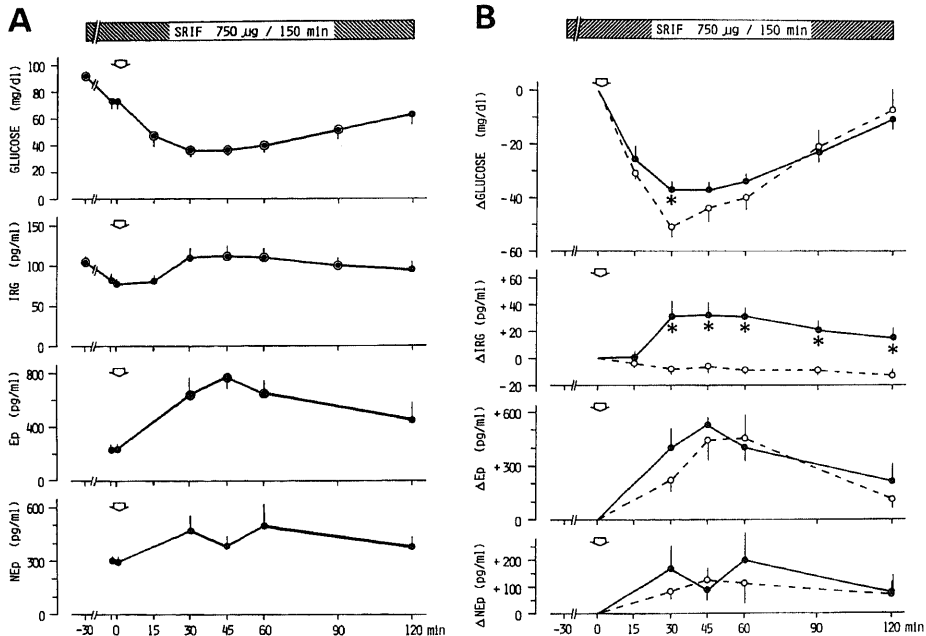 A
SRIF 750 µg / 150 min
GLUCOSE (mg/dl)
100
80
60
40
20
0
IRG (pg/ml)
150
100
50
0
Ep (pg/ml)
800
400
0
NEp (pg/ml)
600
300
0
-30 0 15 30 45 60 90 120 min
B
SRIF 750 µg / 150 min
ΔGLUCOSE (mg/dl)
0
-20
-40
-60
*
ΔIRG (pg/ml)
+60
+40
+20
0
-20
* * * * *
ΔEp (pg/ml)
+600
+300
0
ΔNEp (pg/ml)
+200
+100
0
-30 0 15 30 45 60 90 120 min